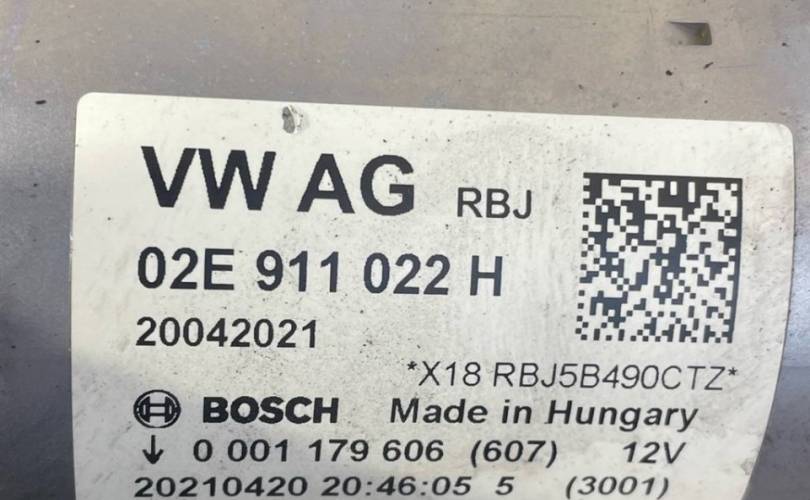 VW AG RBJ
02E 911 022 H
20042021
*X18 RBJ5B490CTZ*
BOSCH Made in Hungary
↓ 0 001 179 606 (607) 12V
20210420 20:46:05 5 (3001)